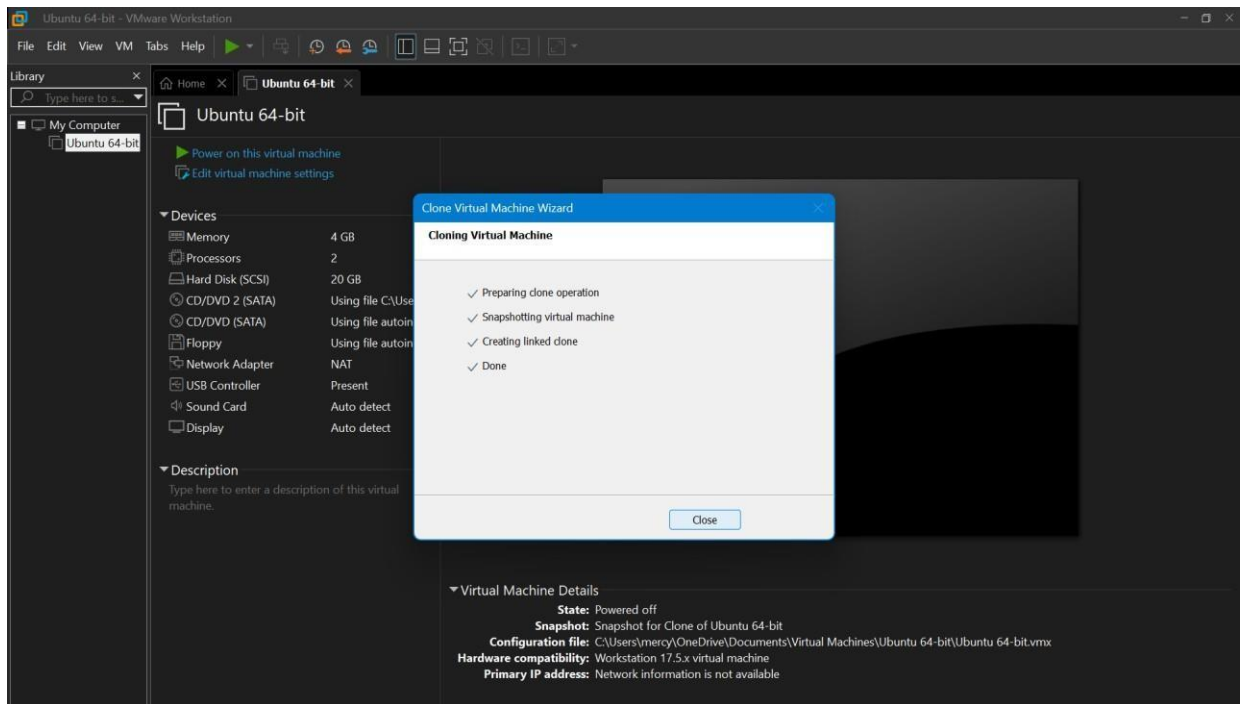 Ubuntu 64-bit - VMware Workstation
File Edit View VM Tabs Help
Library
Type here to s...
My Computer
Ubuntu 64-bit
Home
Ubuntu 64-bit
Ubuntu 64-bit
Power on this virtual machine
Edit virtual machine settings
Devices
Memory 4 GB
Processors 2
Hard Disk (SCSI) 20 GB
CD/DVD 2 (SATA) Using file C:\Use
CD/DVD (SATA) Using file autoin
Floppy Using file autoin
Network Adapter NAT
USB Controller Present
Sound Card Auto detect
Display Auto detect
Description
Type here to enter a description of this virtual
machine.
Clone Virtual Machine Wizard
Cloning Virtual Machine
Preparing clone operation
Snapshotting virtual machine
Creating linked clone
Done
Close
Virtual Machine Details
State: Powered off
Snapshot: Snapshot for Clone of Ubuntu 64-bit
Configuration file: C:\Users\mercy\OneDrive\Documents\Virtual Machines\Ubuntu 64-bit\Ubuntu 64-bit.vmx
Hardware compatibility: Workstation 17.5.x virtual machine
Primary IP address: Network information is not available